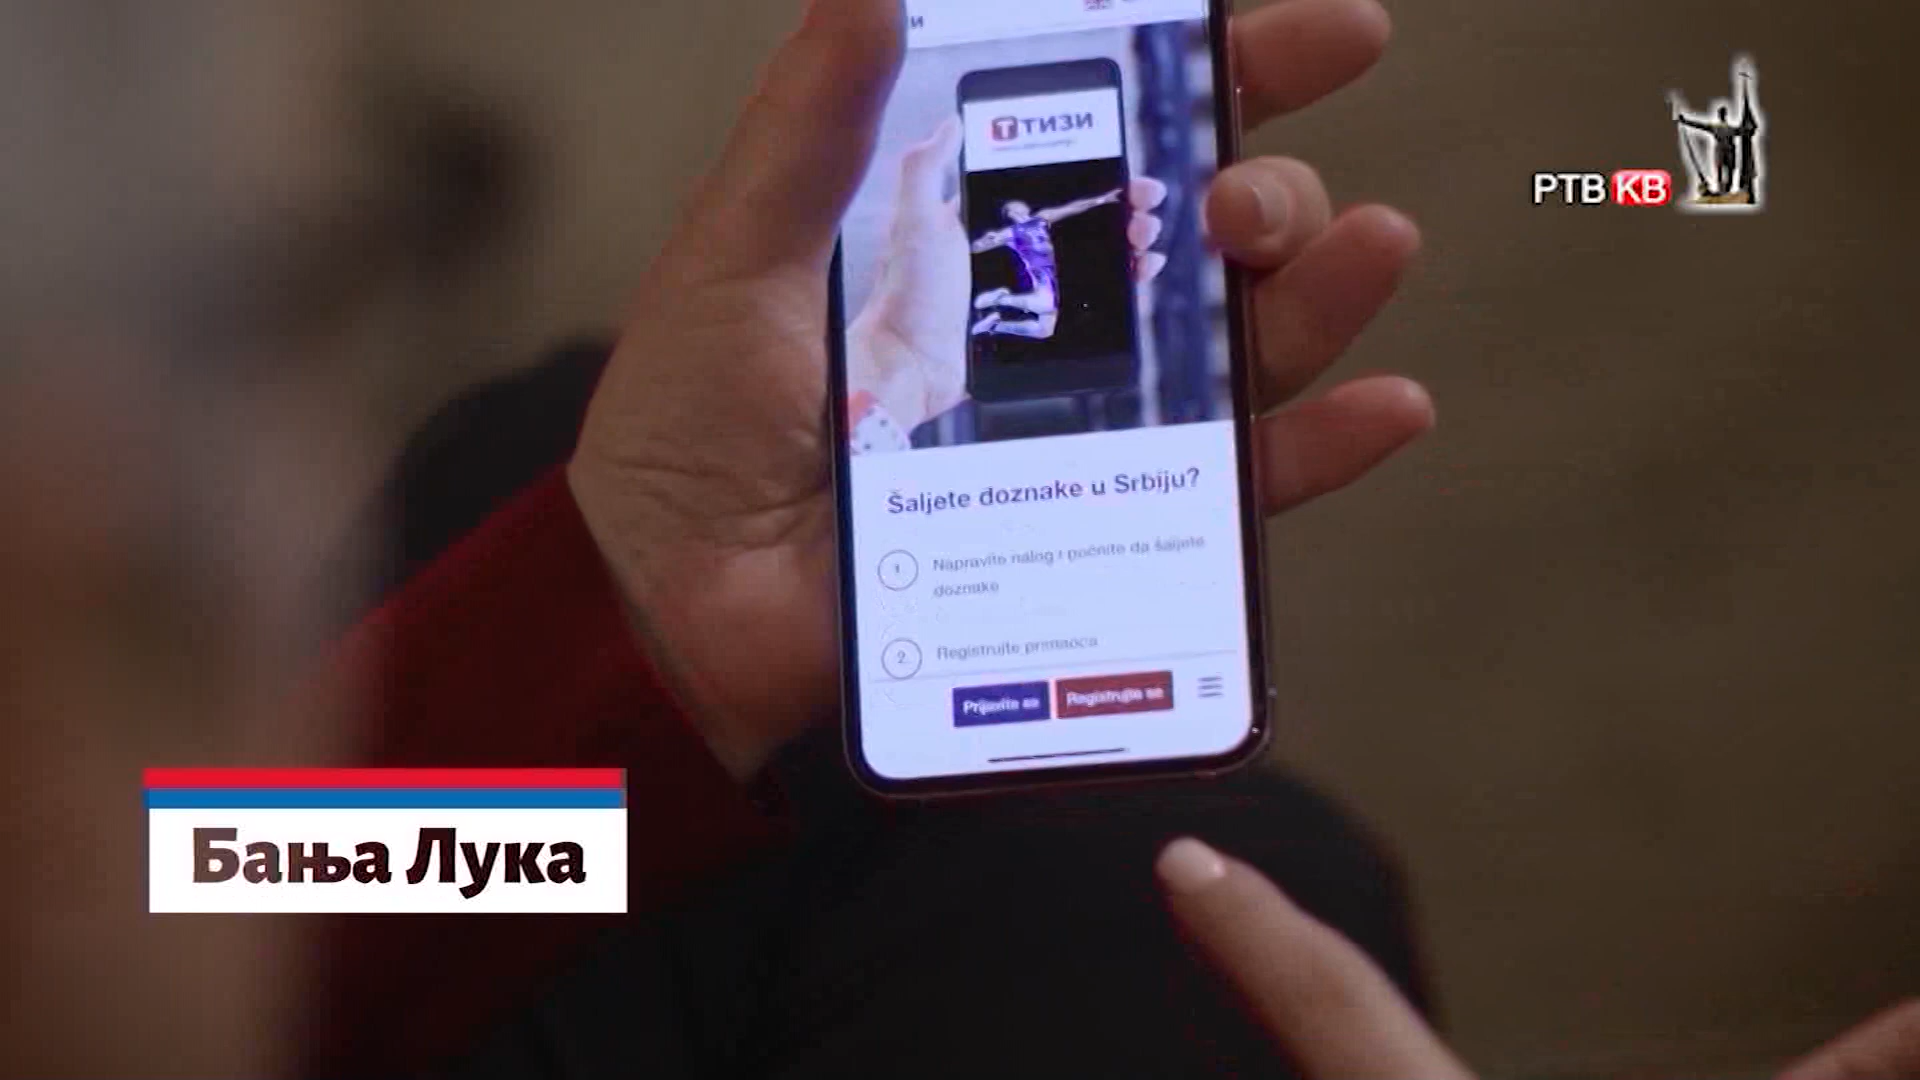 и
ТИЗИ
РТВ КВ
Šaljete doznake u Srbiju?
1 Napravite nalog i počnite da šaljete
doznake
2 Registrujte primaoca
Prijavite se Registrujte se
Бања Лука